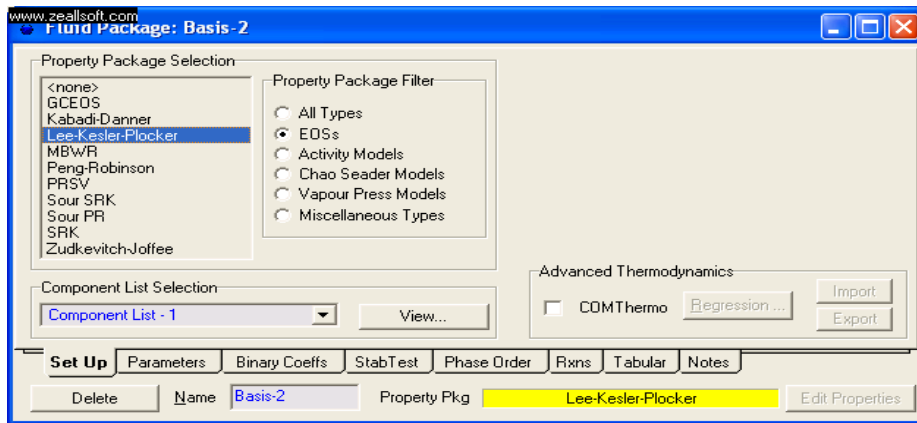 www.zeallsoft.com
Fluid Package: Basis-2
Property Package Selection
<none>
GCEOS
Kabadi-Danner
Lee-Kesler-Plocker
MBWR
Peng-Robinson
PRSV
Sour SRK
Sour PR
SRK
Zudkevitch-Joffee
Property Package Filter
All Types
EOSs
Activity Models
Chao Seader Models
Vapour Press Models
Miscellaneous Types
Component List Selection
Component List - 1
View...
Advanced Thermodynamics
COMThermo
Regression ...
Import
Export
Set Up Parameters Binary Coeffs StabTest Phase Order Rxns Tabular Notes
Delete Name Basis-2 Property Pkg Lee-Kesler-Plocker Edit Properties